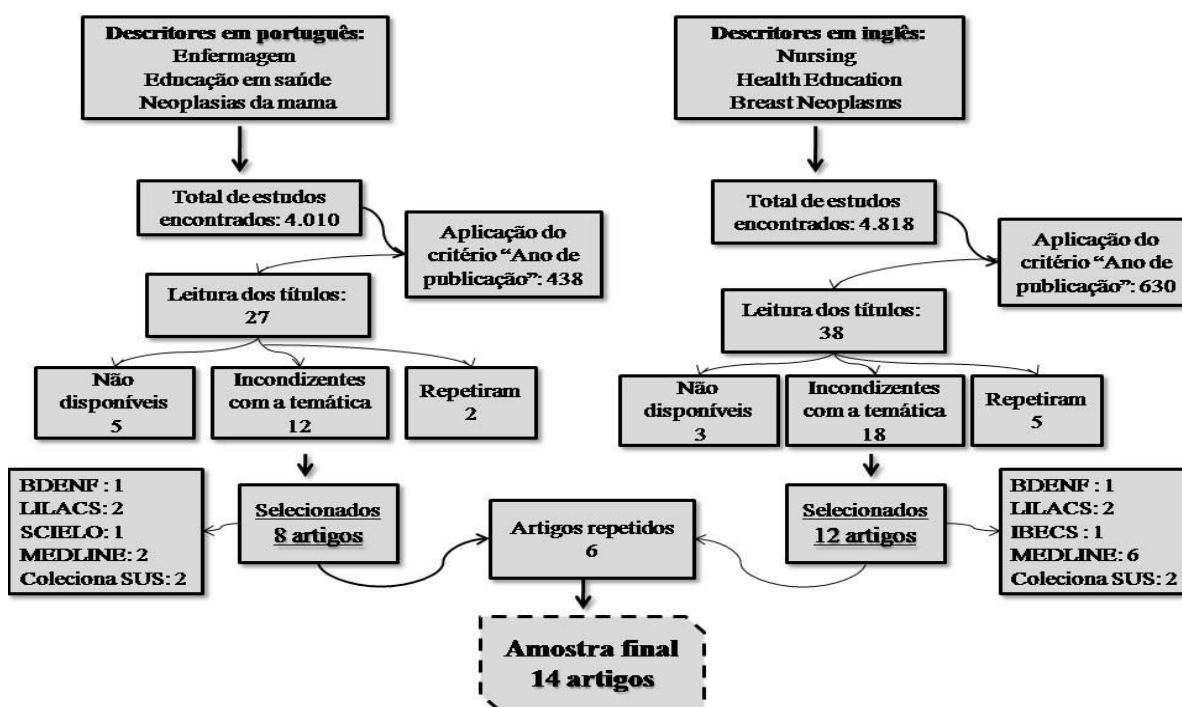 Descritores em português:
Enfermagem
Educação em saúde
Neoplasias da mama
Total de estudos
encontrados: 4.010
Aplicação do
critério “Ano de
publicação”: 438
Leitura dos títulos:
27
Não
disponíveis
5
Incondizentes
com a temática
12
Repetiram
2
BDENF : 1
LILACS: 2
SCIELO: 1
MEDLINE: 2
Coleciona SUS: 2
Selecionados
8 artigos
Descritores em inglês:
Nursing
Health Education
Breast Neoplasms
Total de estudos
encontrados: 4.818
Aplicação do
critério “Ano de
publicação”: 630
Leitura dos títulos:
38
Não
disponíveis
3
Incondizentes
com a temática
18
Repetiram
5
Selecionados
12 artigos
BDENF : 1
LILACS: 2
IBECS: 1
MEDLINE: 6
Coleciona SUS: 2
Artigos repetidos
6
Amostra final
14 artigos